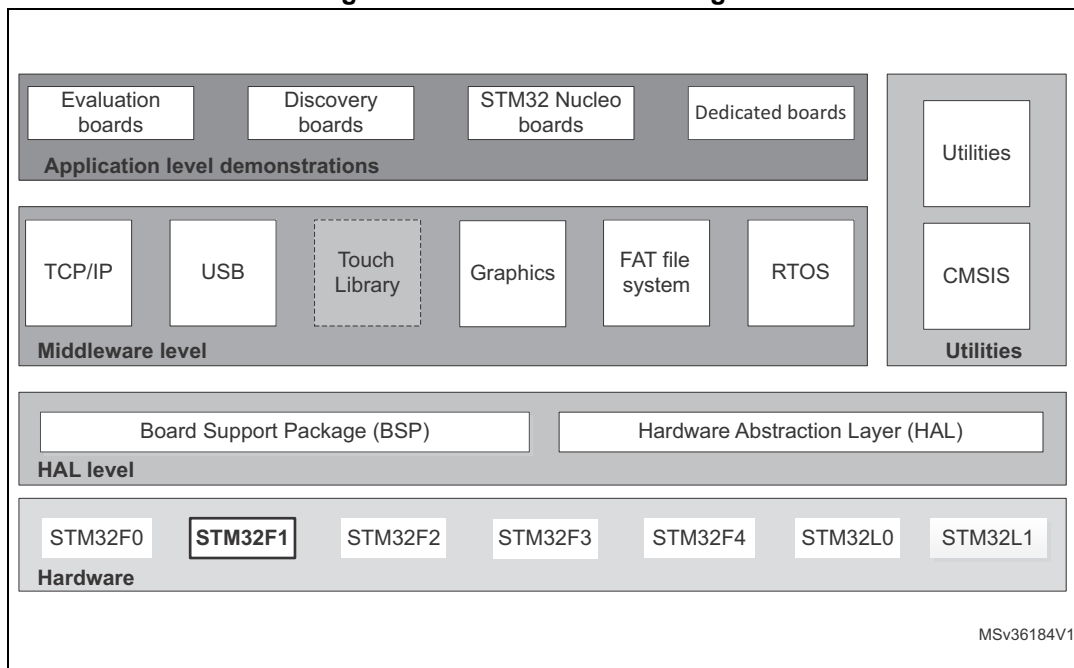 Evaluation
boards
Discovery
boards
STM32 Nucleo
boards
Dedicated boards
Application level demonstrations
Utilities
TCP/IP
USB
Touch
Library
Graphics
FAT file
system
RTOS
CMSIS
Middleware level
Utilities
Board Support Package (BSP)
Hardware Abstraction Layer (HAL)
HAL level
STM32F0
STM32F1
STM32F2
STM32F3
STM32F4
STM32L0
STM32L1
Hardware
MSv36184V1